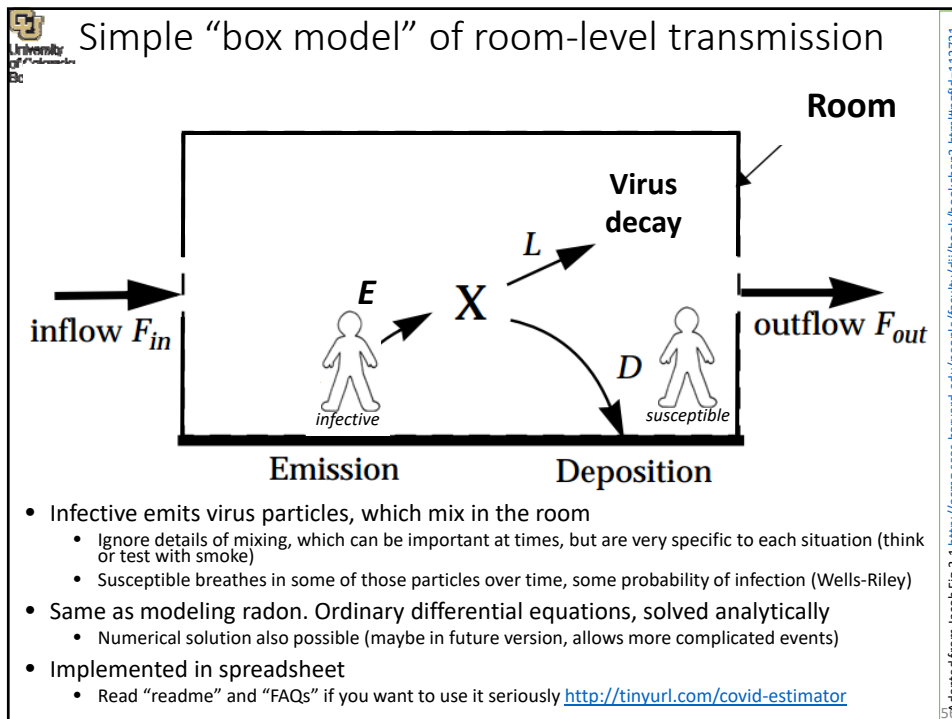 University
Simple “box model” of room-level transmission
Room
Virus
decay
L
E
X
inflow F_in
outflow F_out
D
infective
susceptible
Emission
Deposition
• Infective emits virus particles, which mix in the room
• Ignore details of mixing, which can be important at times, but are very specific to each situation (think
or test with smoke)
• Susceptible breathes in some of those particles over time, some probability of infection (Wells-Riley)
• Same as modeling radon. Ordinary differential equations, solved analytically
• Numerical solution also possible (maybe in future version, allows more complicated events)
• Implemented in spreadsheet
• Read “readme” and “FAQs” if you want to use it seriously http://tinyurl.com/covid-estimator